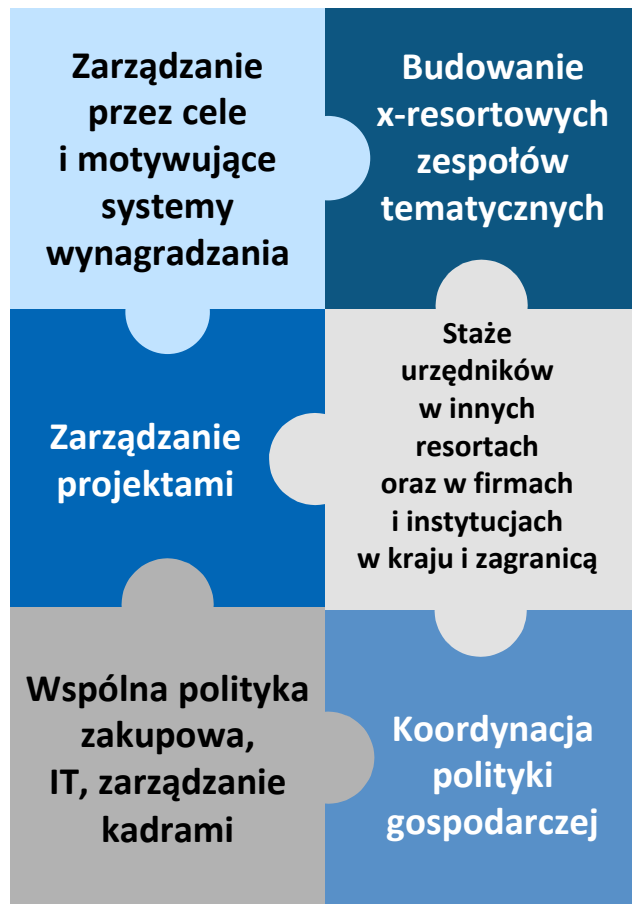 Zarządzanie
przez cele
i motywujące
systemy
wynagradzania
Budowanie
x-resortowych
zespołów
tematycznych
Zarządzanie
projektami
Staże
urzędników
w innych
resortach
oraz w firmach
i instytucjach
w kraju i zagranicą
Wspólna polityka
zakupowa,
IT, zarządzanie
kadrami
Koordynacja
polityki
gospodarczej